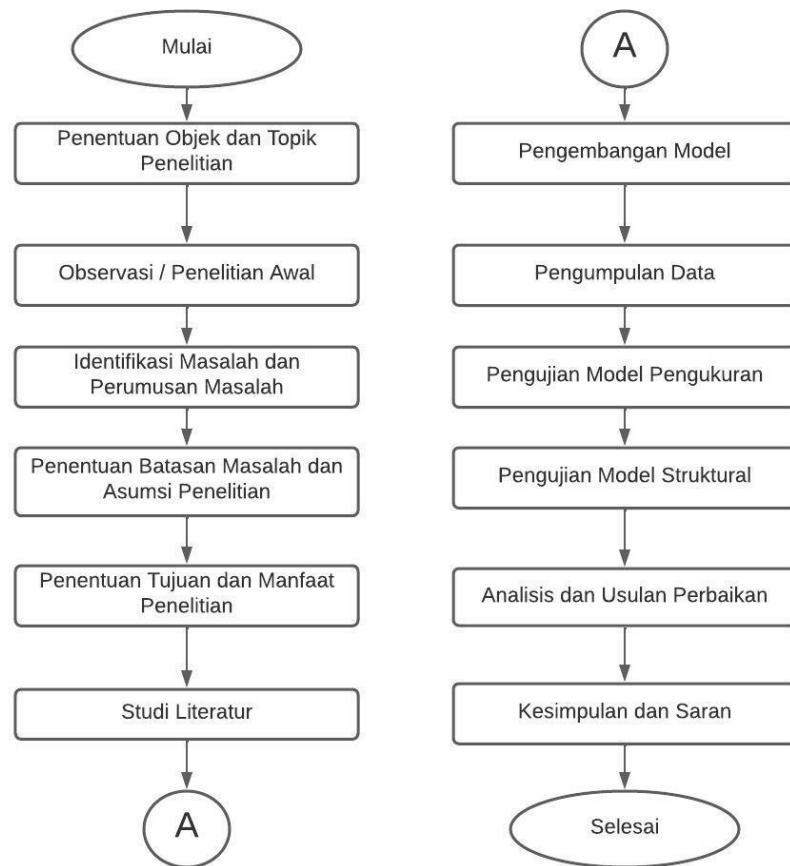 Mulai
Penentuan Objek dan Topik
Penelitian
Observasi / Penelitian Awal
Identifikasi Masalah dan
Perumusan Masalah
Penentuan Batasan Masalah dan
Asumsi Penelitian
Penentuan Tujuan dan Manfaat
Penelitian
Studi Literatur
A
A
Pengembangan Model
Pengumpulan Data
Pengujian Model Pengukuran
Pengujian Model Struktural
Analisis dan Usulan Perbaikan
Kesimpulan dan Saran
Selesai